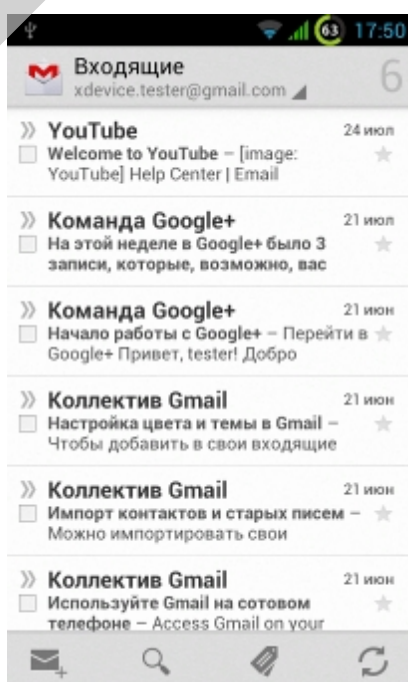 63 17:50
Входящие 6
xdevice.tester@gmail.com
YouTube 24 июл
Welcome to YouTube – [image:
YouTube] Help Center | Email
Команда Google+ 21 июл
На этой неделе в Google+ было 3
записи, которые, возможно, вас
Команда Google+ 21 июн
Начало работы с Google+ – Перейти в
Google+ Привет, tester! Добро
Коллектив Gmail 21 июн
Настройка цвета и темы в Gmail –
Чтобы добавить в свои входящие
Коллектив Gmail 21 июн
Импорт контактов и старых писем –
Можно импортировать свои
Коллектив Gmail 21 июн
Используйте Gmail на сотовом
телефоне – Access Gmail on your